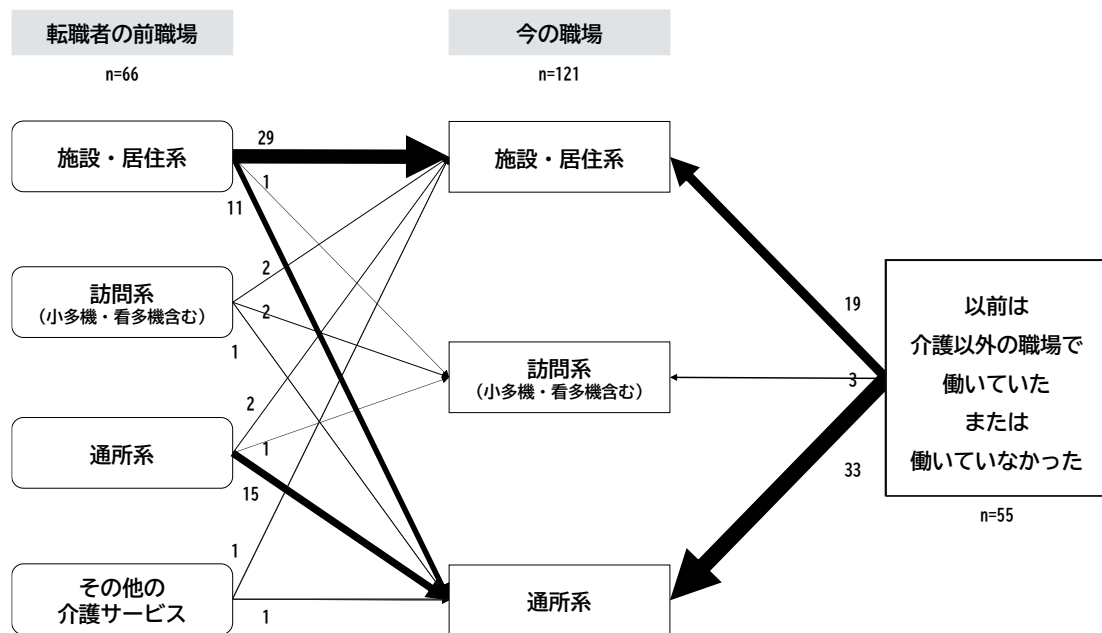 転職者の前職場
今の職場
n=66
n=121
29
施設・居住系
施設・居住系
1
11
2
訪問系
（小多機・看多機含む）
2
1
19
以前は
介護以外の職場で
働いていた
または
働いていなかった
訪問系
（小多機・看多機含む）
3
2
通所系
1
15
33
n=55
1
その他の
介護サービス
1
通所系